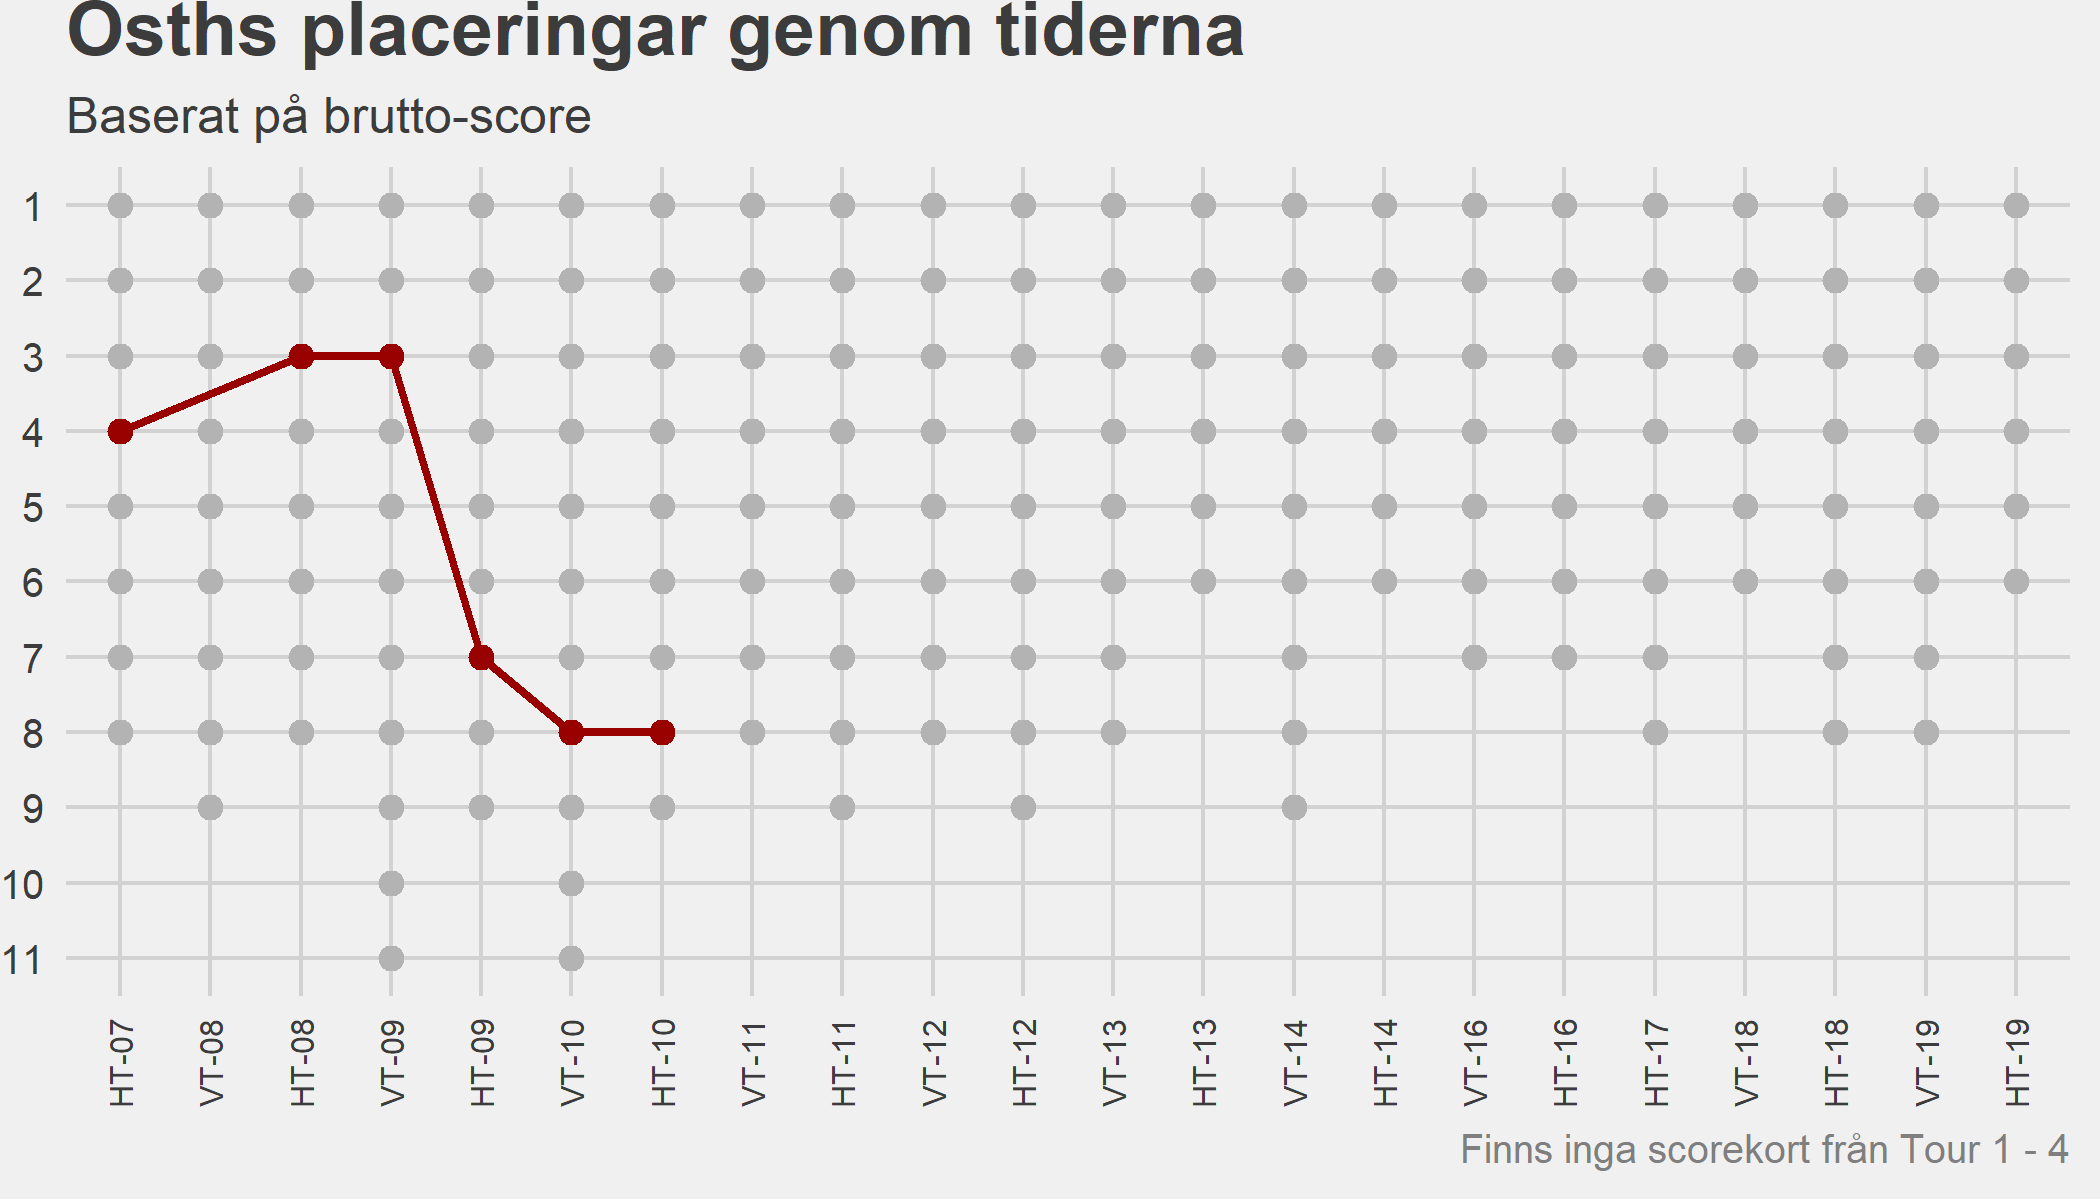 Osths placeringar genom tiderna
Baserat på brutto-score
1
2
3
4
5
6
7
8
9
10
11
HT-07
VT-08
HT-08
VT-09
HT-09
VT-10
HT-10
VT-11
HT-11
VT-12
HT-12
VT-13
HT-13
VT-14
HT-14
VT-16
HT-16
HT-17
VT-18
HT-18
VT-19
HT-19
Finns inga scorekort från Tour 1 - 4